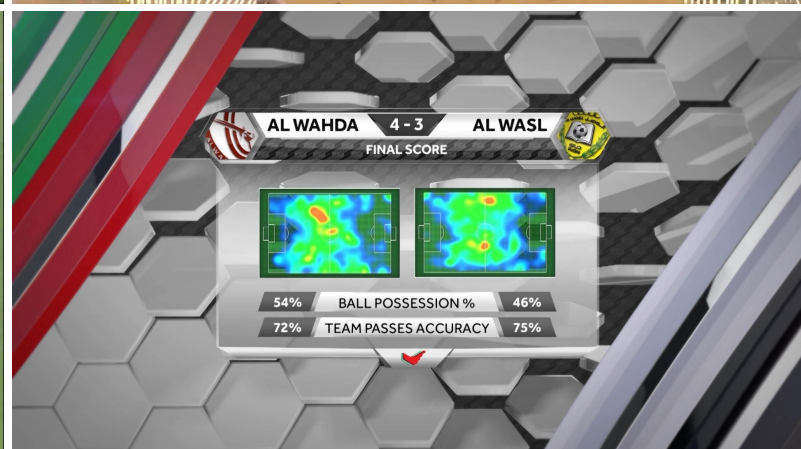 AL WAHDA 4 - 3 AL WASL
FINAL SCORE
54% BALL POSSESSION % 46%
72% TEAM PASSES ACCURACY 75%